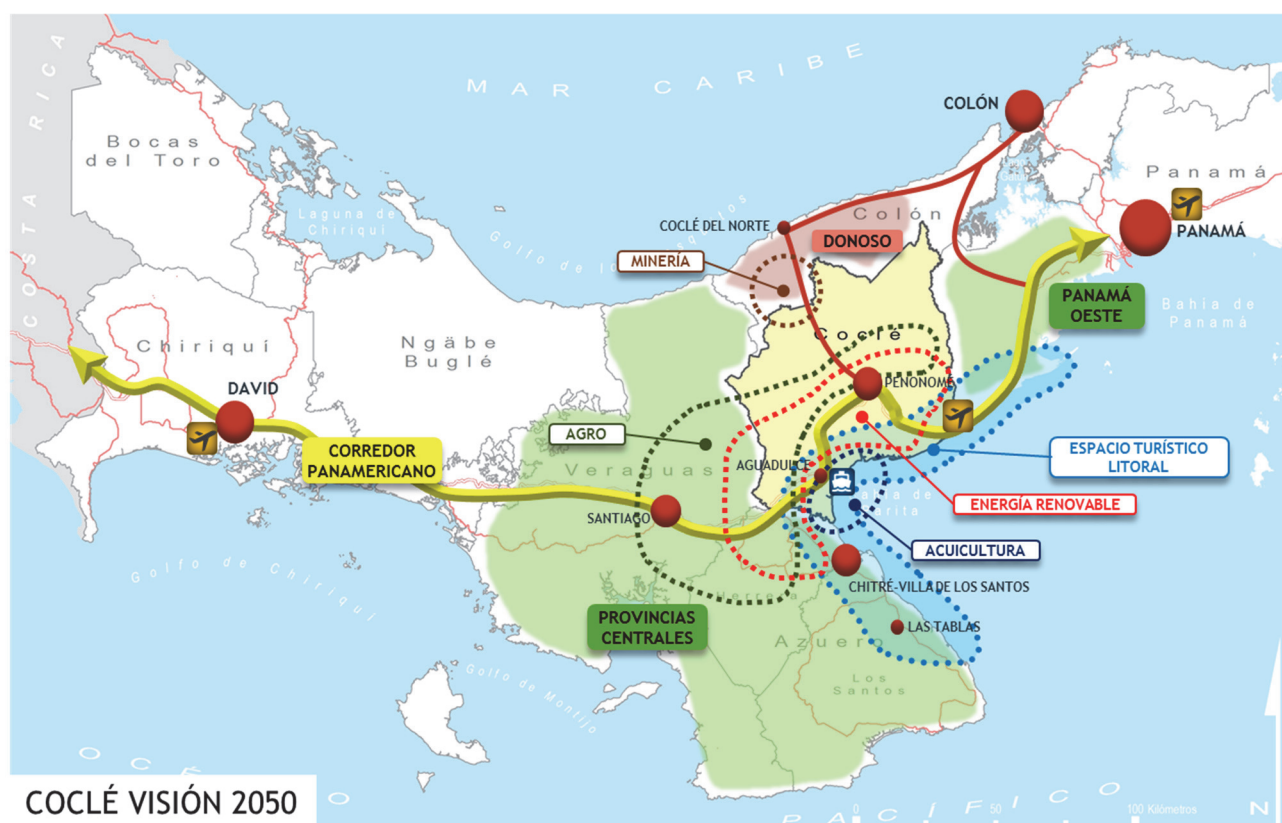 MAR CARIBE
COSTA RICA
Bocas
del Toro
Laguna de
Chiriquí
COLÓN
Panamá
PANAMÁ
Colón
COCLÉ DEL NORTE
DONOSO
MINERÍA
Golfo de los
PANAMÁ
OESTE
Bahía de
Panamá
Coclé
Chiriquí
Ngäbe
Buglé
DAVID
PENONOMÉ
AGRO
CORREDOR
PANAMERICANO
Veraguas
AGUADULCE
ESPACIO TURÍSTICO
LITORAL
ENERGÍA RENOVABLE
SANTIAGO
ACUICULTURA
Golfo de Chiriquí
CHITRÉ-VILLA DE LOS SANTOS
Herrera
PROVINCIAS
CENTRALES
LAS TABLAS
Azuero
Los
Santos
Golfo de Montijo
COCLÉ VISIÓN 2050
PACÍFICO
0 50 100 Kilómetros
N